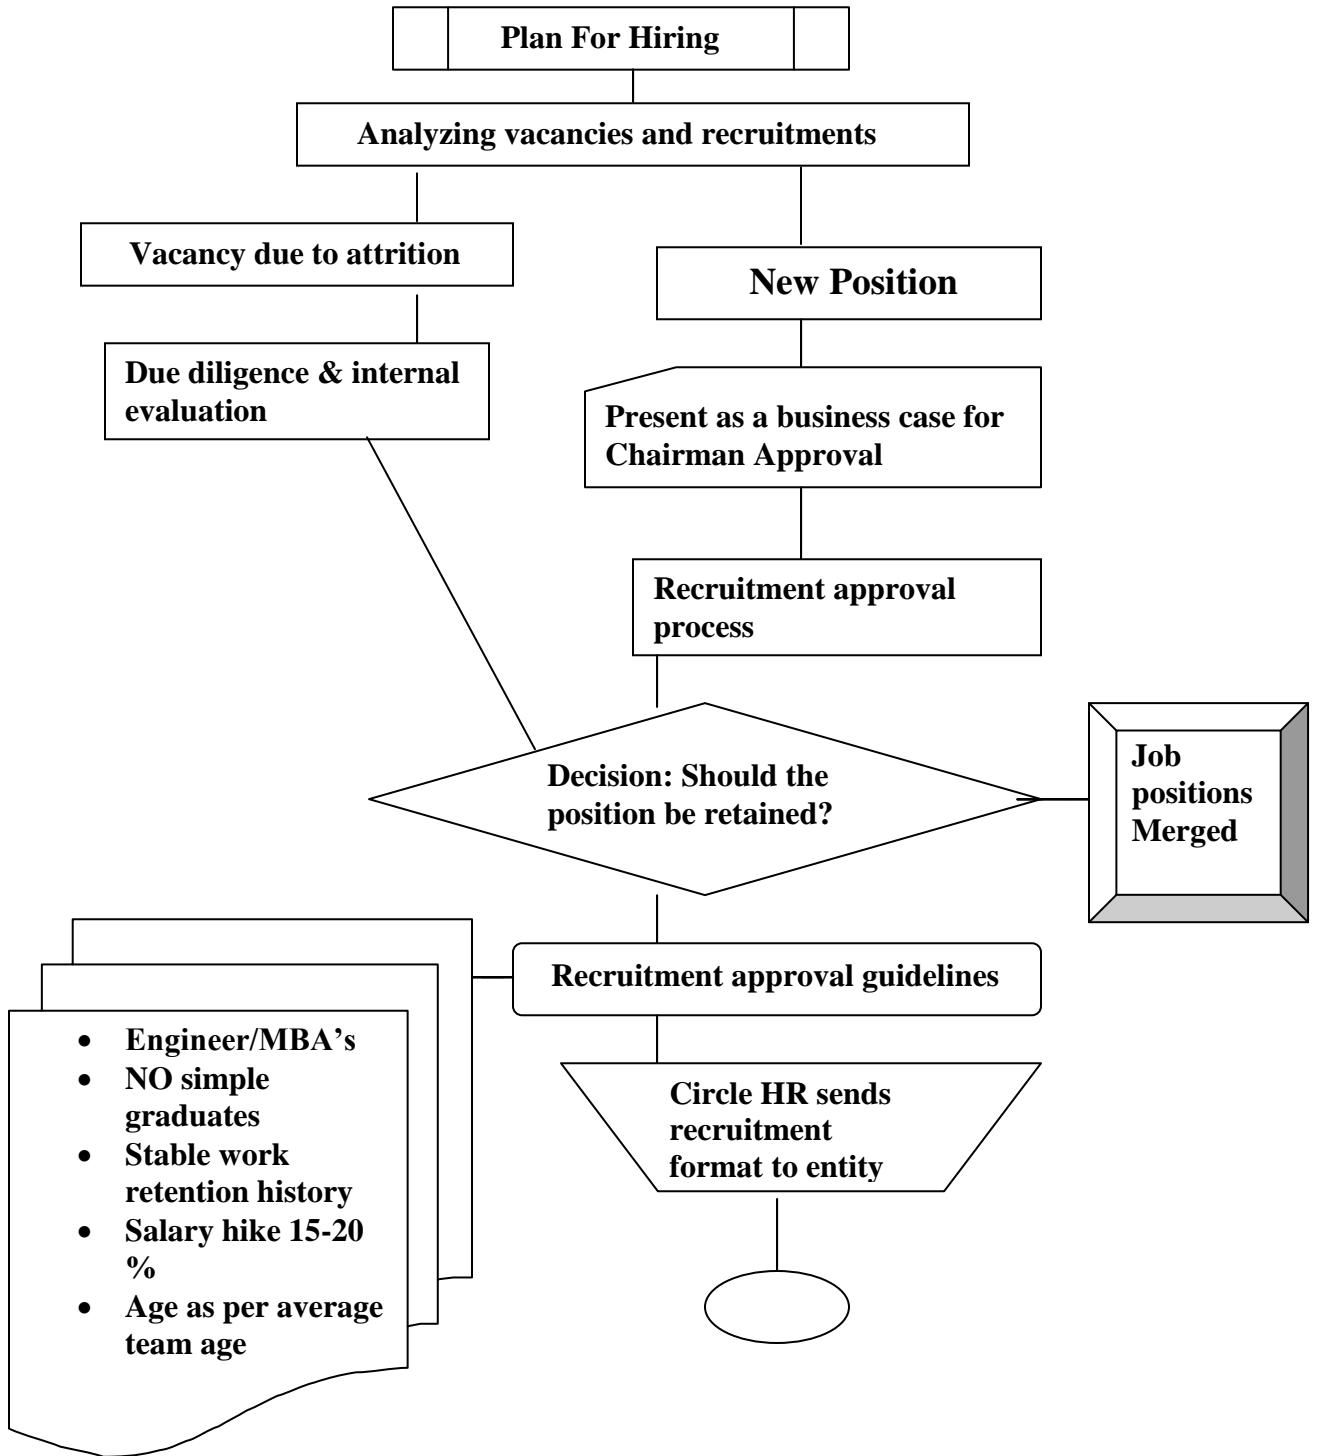 Plan For Hiring
Analyzing vacancies and recruitments
Vacancy due to attrition
New Position
Due diligence & internal
evaluation
Present as a business case for
Chairman Approval
Recruitment approval
process
Decision: Should the
position be retained?
Job
positions
Merged
Recruitment approval guidelines
• Engineer/MBA’s
• NO simple
graduates
• Stable work
retention history
• Salary hike 15-20
%
• Age as per average
team age
Circle HR sends
recruitment
format to entity